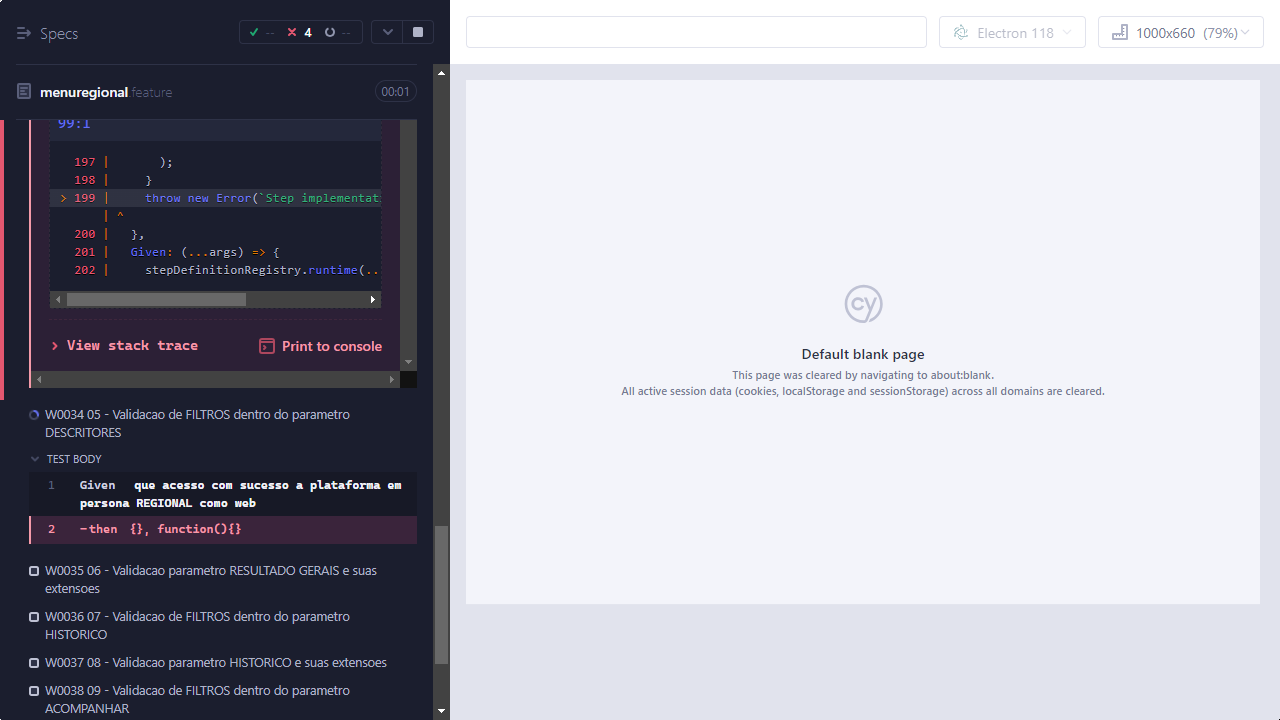 Specs
-- 4 --
Electron 118
1000x660 (79%)
menuregional.feature
00:01
99:1
197 | );
198 | }
> 199 | throw new Error(`Step implementat
| ^
200 | },
201 | Given: (...args) => {
202 | stepDefinitionRegistry.runtime(..
> View stack trace
Print to console
W0034 05 - Validacao de FILTROS dentro do parametro
DESCRITORES
TEST BODY
1 Given que acesso com sucesso a plataforma em
persona REGIONAL como web
2 -then {}, function(){}
W0035 06 - Validacao parametro RESULTADO GERAIS e suas
extensoes
W0036 07 - Validacao de FILTROS dentro do parametro
HISTORICO
W0037 08 - Validacao parametro HISTORICO e suas extensoes
W0038 09 - Validacao de FILTROS dentro do parametro
ACOMPANHAR
cy
Default blank page
This page was cleared by navigating to about:blank.
All active session data (cookies, localStorage and sessionStorage) across all domains are cleared.